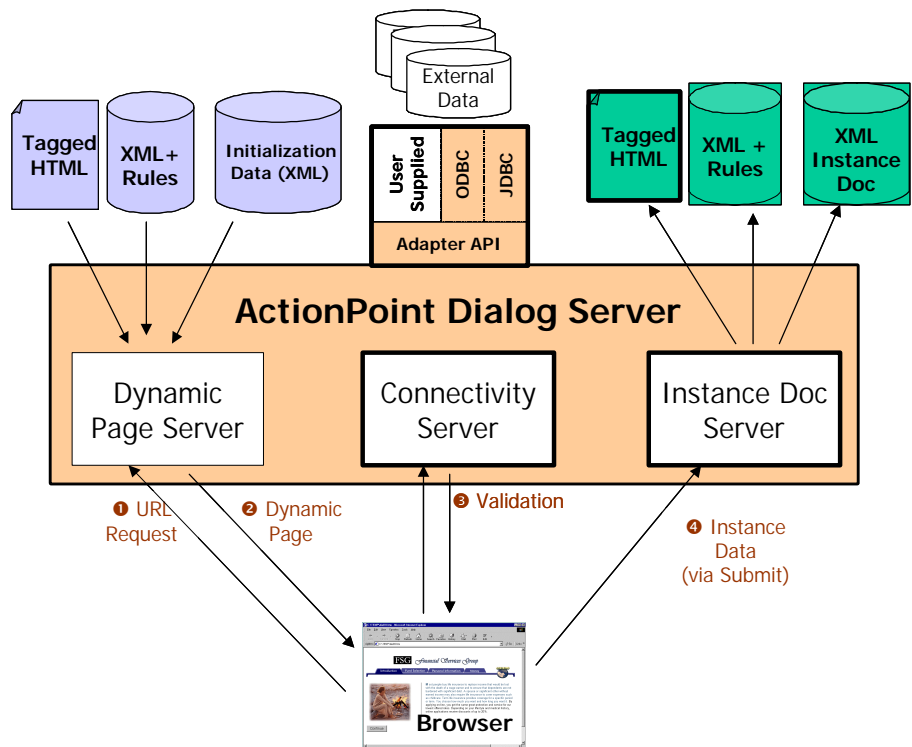 External
Data
Tagged
HTML
XML+
Rules
Initialization
Data (XML)
User
Supplied
ODBC
JDBC
Adapter API
Tagged
HTML
XML +
Rules
XML
Instance
Doc
ActionPoint Dialog Server
Dynamic
Page Server
Connectivity
Server
Instance Doc
Server
❶ URL
Request
❷ Dynamic
Page
❸ Validation
❹ Instance
Data
(via Submit)
FSG Financial Services Group
Browser